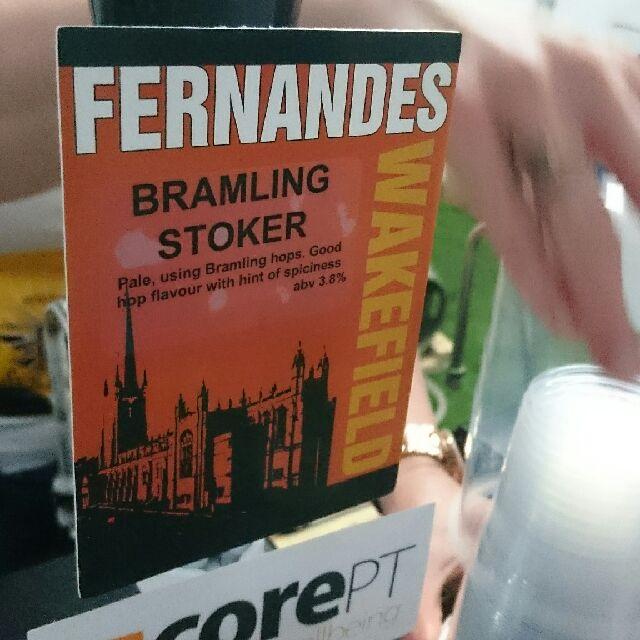 FERNANDES
BRAMLING
STOKER
Pale, using Bramling hops. Good
hop flavour with hint of spiciness
abv 3.8%
WAKEFIELD
corePT
llbeing